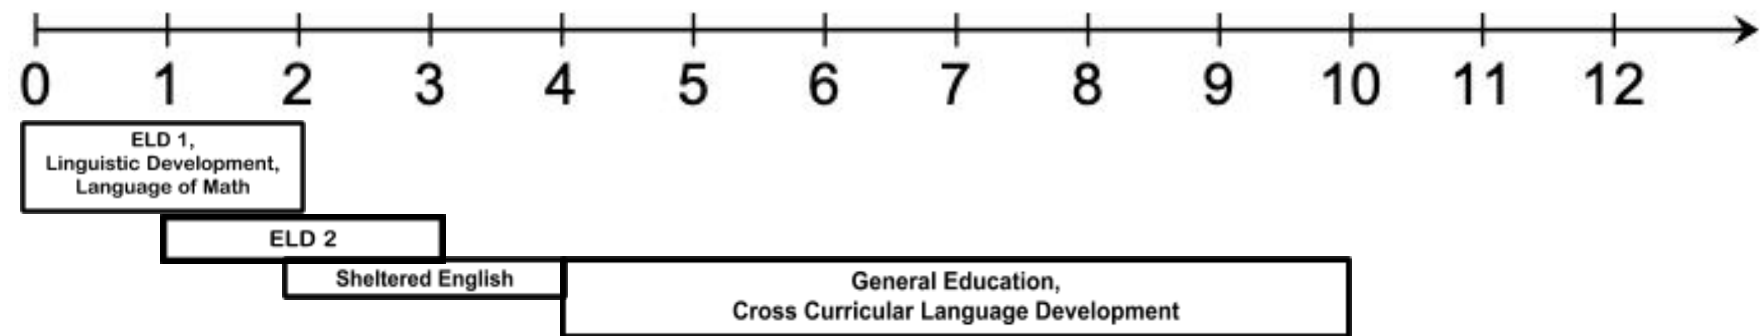 0 1 2 3 4 5 6 7 8 9 10 11 12
ELD 1,
Linguistic Development,
Language of Math
ELD 2
Sheltered English
General Education,
Cross Curricular Language Development